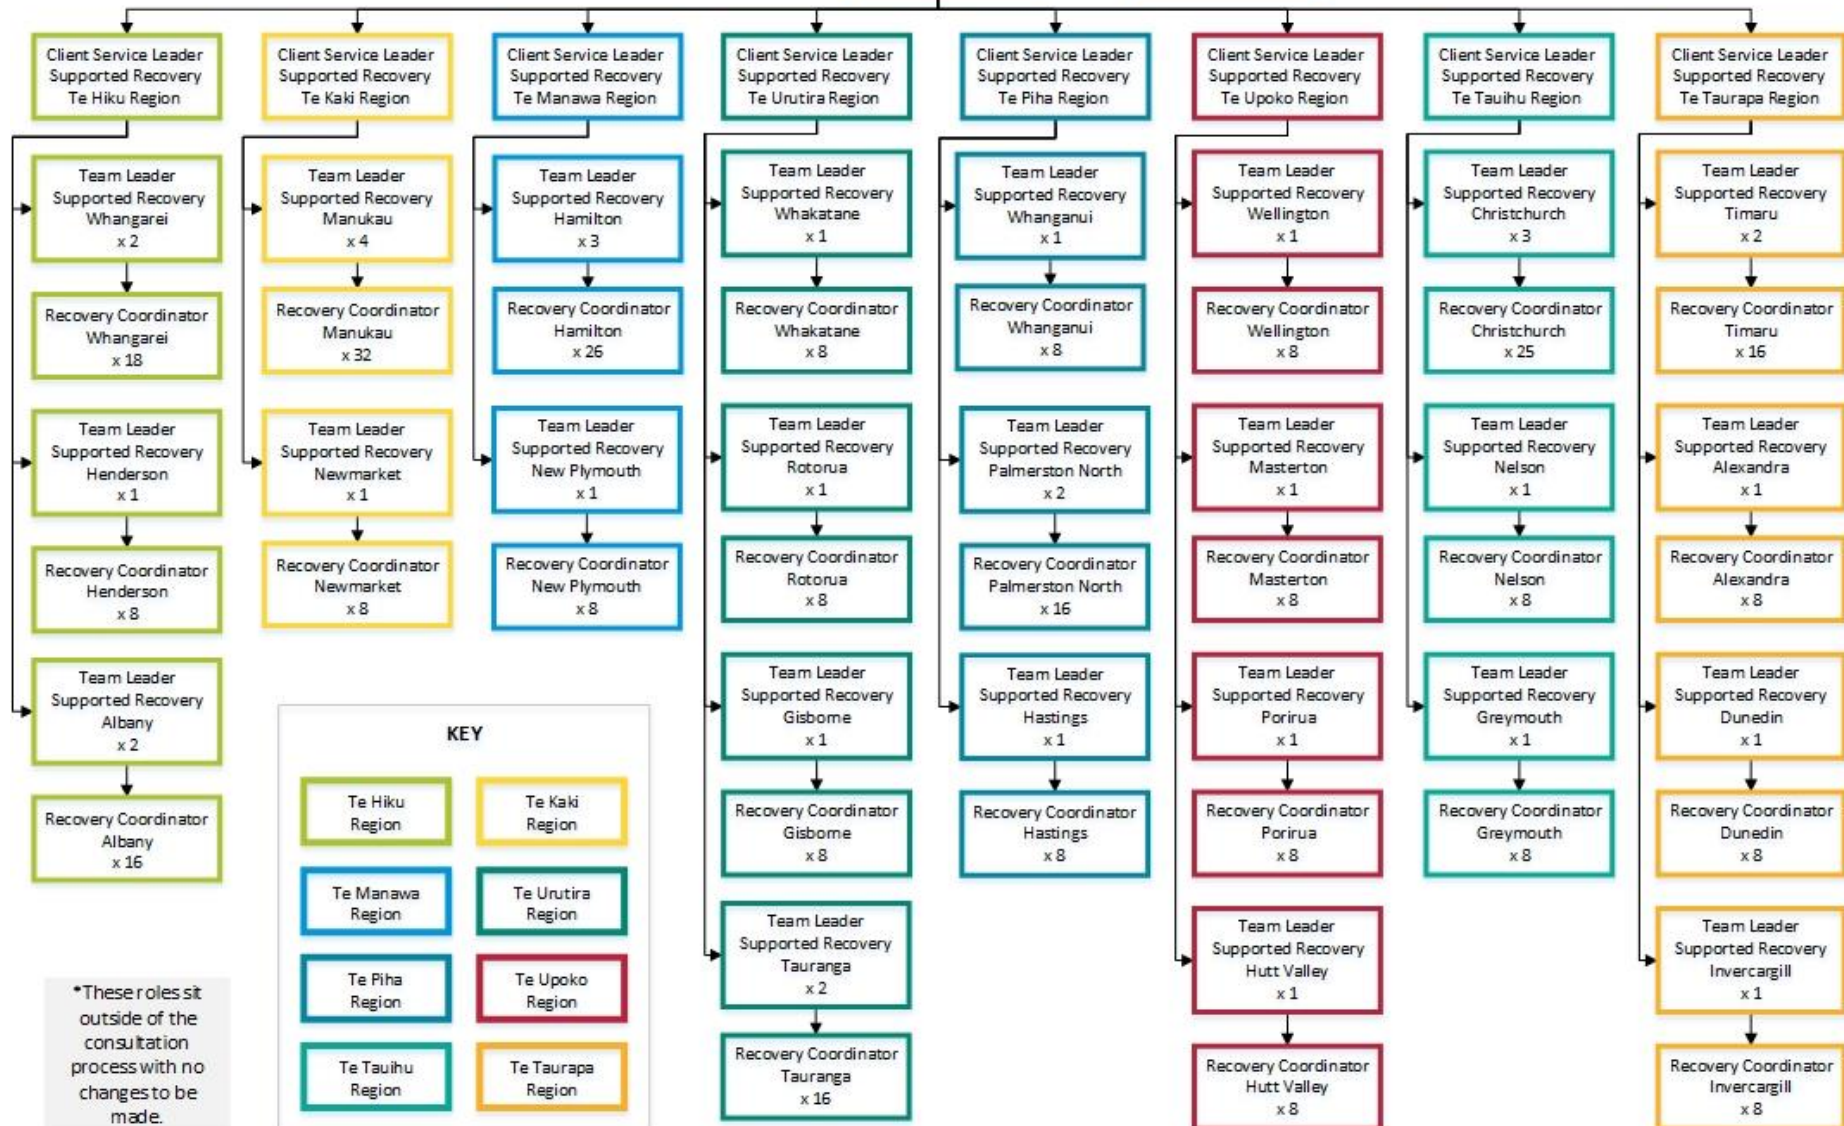 Client Service Leader
Supported Recovery
Te Hiku Region
Client Service Leader
Supported Recovery
Te Kaki Region
Client Service Leader
Supported Recovery
Te Manawa Region
Client Service Leader
Supported Recovery
Te Urutira Region
Client Service Leader
Supported Recovery
Te Piha Region
Client Service Leader
Supported Recovery
Te Upoko Region
Client Service Leader
Supported Recovery
Te Tauihu Region
Client Service Leader
Supported Recovery
Te Taurapa Region
Team Leader
Supported Recovery
Whangarei
x 2
Recovery Coordinator
Whangarei
x 18
Team Leader
Supported Recovery
Henderson
x 1
Recovery Coordinator
Henderson
x 8
Team Leader
Supported Recovery
Albany
x 2
Recovery Coordinator
Albany
x 16
Team Leader
Supported Recovery
Manukau
x 4
Recovery Coordinator
Manukau
x 32
Team Leader
Supported Recovery
Newmarket
x 1
Recovery Coordinator
Newmarket
x 8
Team Leader
Supported Recovery
Hamilton
x 3
Recovery Coordinator
Hamilton
x 26
Team Leader
Supported Recovery
New Plymouth
x 1
Recovery Coordinator
New Plymouth
x 8
Team Leader
Supported Recovery
Whakatane
x 1
Recovery Coordinator
Whakatane
x 8
Team Leader
Supported Recovery
Rotorua
x 1
Recovery Coordinator
Rotorua
x 8
Team Leader
Supported Recovery
Gisborne
x 1
Recovery Coordinator
Gisborne
x 8
Team Leader
Supported Recovery
Tauranga
x 2
Recovery Coordinator
Tauranga
x 16
Team Leader
Supported Recovery
Whanganui
x 1
Recovery Coordinator
Whanganui
x 8
Team Leader
Supported Recovery
Palmerston North
x 2
Recovery Coordinator
Palmerston North
x 16
Team Leader
Supported Recovery
Hastings
x 1
Recovery Coordinator
Hastings
x 8
Team Leader
Supported Recovery
Wellington
x 1
Recovery Coordinator
Wellington
x 8
Team Leader
Supported Recovery
Masterton
x 1
Recovery Coordinator
Masterton
x 8
Team Leader
Supported Recovery
Porirua
x 1
Recovery Coordinator
Porirua
x 8
Team Leader
Supported Recovery
Hutt Valley
x 1
Recovery Coordinator
Hutt Valley
x 8
Team Leader
Supported Recovery
Christchurch
x 3
Recovery Coordinator
Christchurch
x 25
Team Leader
Supported Recovery
Nelson
x 1
Recovery Coordinator
Nelson
x 8
Team Leader
Supported Recovery
Greymouth
x 1
Recovery Coordinator
Greymouth
x 8
Team Leader
Supported Recovery
Timaru
x 2
Recovery Coordinator
Timaru
x 16
Team Leader
Supported Recovery
Alexandra
x 1
Recovery Coordinator
Alexandra
x 8
Team Leader
Supported Recovery
Dunedin
x 1
Recovery Coordinator
Dunedin
x 8
Team Leader
Supported Recovery
Invercargill
x 1
Recovery Coordinator
Invercargill
x 8
KEY
Te Hiku
Region
Te Kaki
Region
Te Manawa
Region
Te Urutira
Region
Te Piha
Region
Te Upoko
Region
Te Tauihu
Region
Te Taurapa
Region
*These roles sit
outside of the
consultation
process with no
changes to be
made.